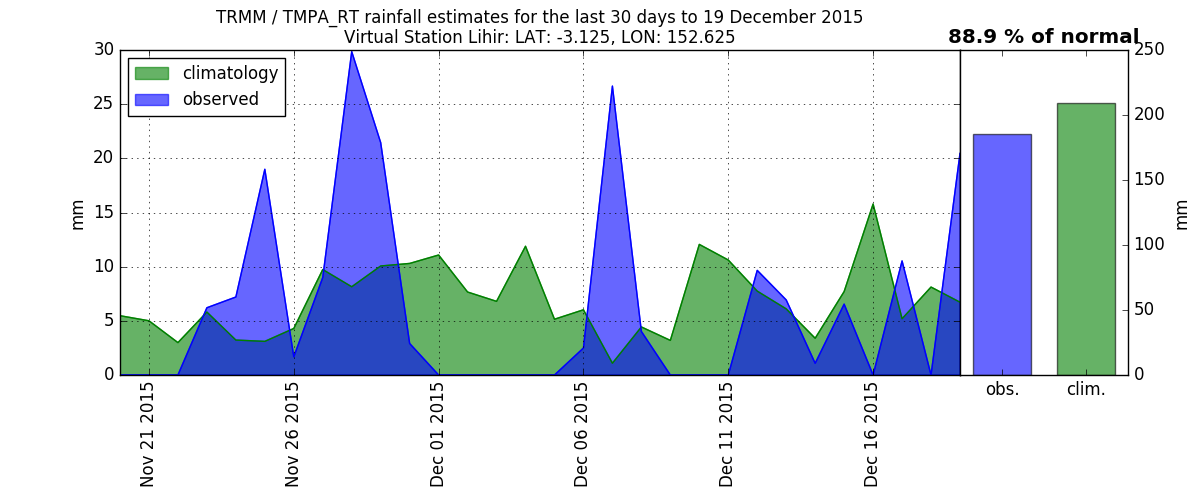 TRMM / TMPA_RT rainfall estimates for the last 30 days to 19 December 2015
Virtual Station Lihir: LAT: -3.125, LON: 152.625
88.9 % of normal
climatology
observed
30
25
20
15
10
5
0
mm
Nov 21 2015
Nov 26 2015
Dec 01 2015
Dec 06 2015
Dec 11 2015
Dec 16 2015
250
200
150
100
50
0
mm
obs.
clim.